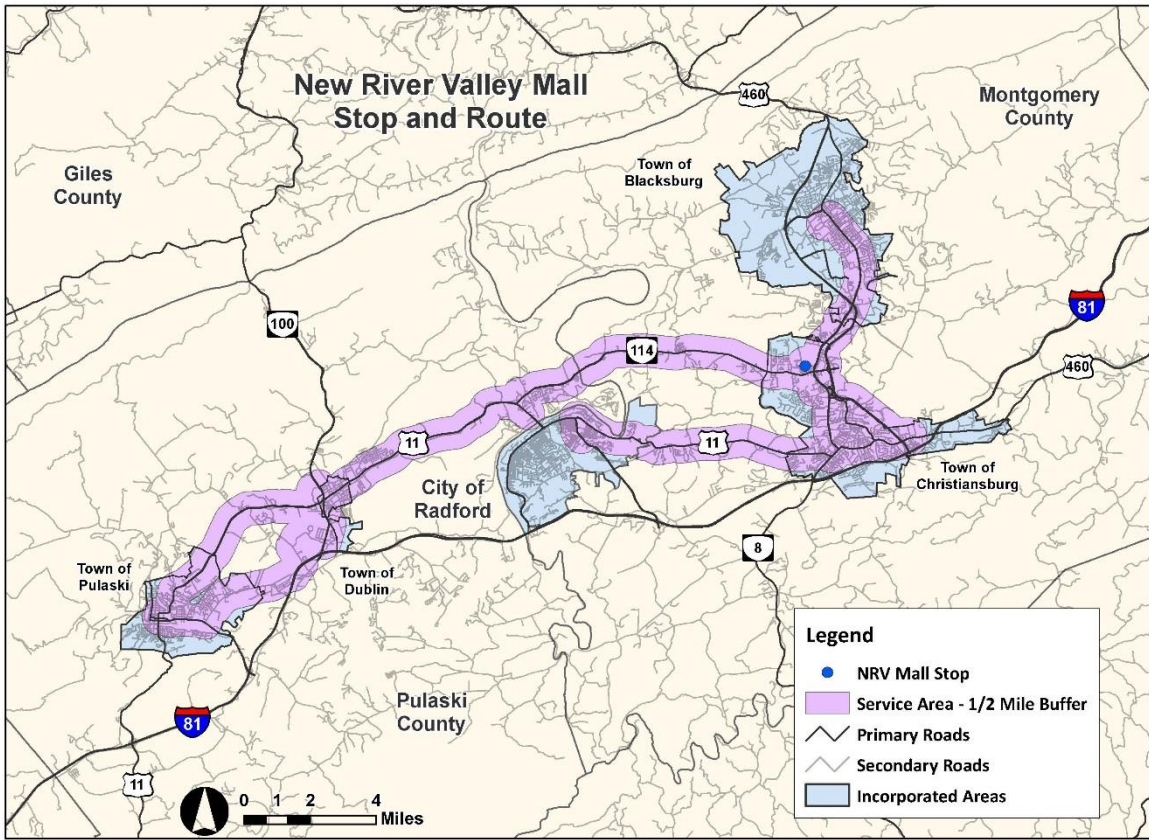 New River Valley Mall
Stop and Route
460
Montgomery
County
Town of
Blacksburg
Giles
County
81
100
114
460
11
11
City of
Radford
Town of
Christiansburg
8
Town of
Pulaski
Town of
Dublin
Pulaski
County
81
11
0 1 2 4
Miles
Legend
NRV Mall Stop
Service Area - 1/2 Mile Buffer
Primary Roads
Secondary Roads
Incorporated Areas